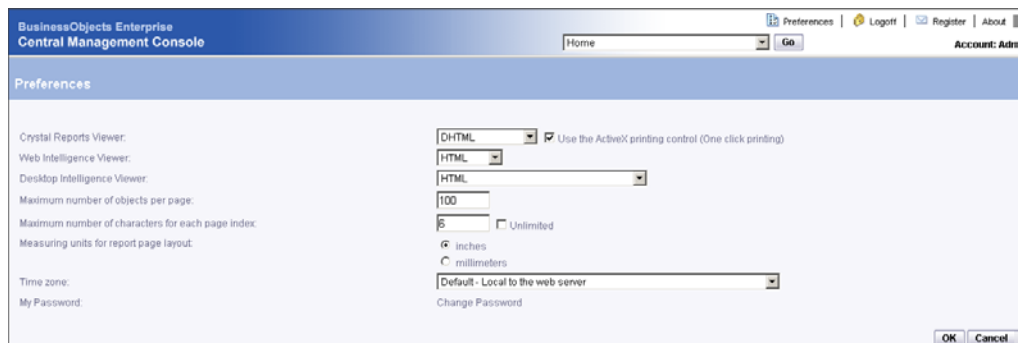 BusinessObjects Enterprise
Central Management Console
Preferences | Logoff | Register | About
Home Go
Account:
Preferences
Crystal Reports Viewer: DHTML Use the ActiveX printing control (One click printing)
Web Intelligence Viewer: HTML
Desktop Intelligence Viewer: HTML
Maximum number of objects per page: 100
Maximum number of characters for each page index: 6 Unlimited
Measuring units for report page layout: inches
millimeters
Time zone: Default - Local to the web server
My Password: Change Password
OK Cancel